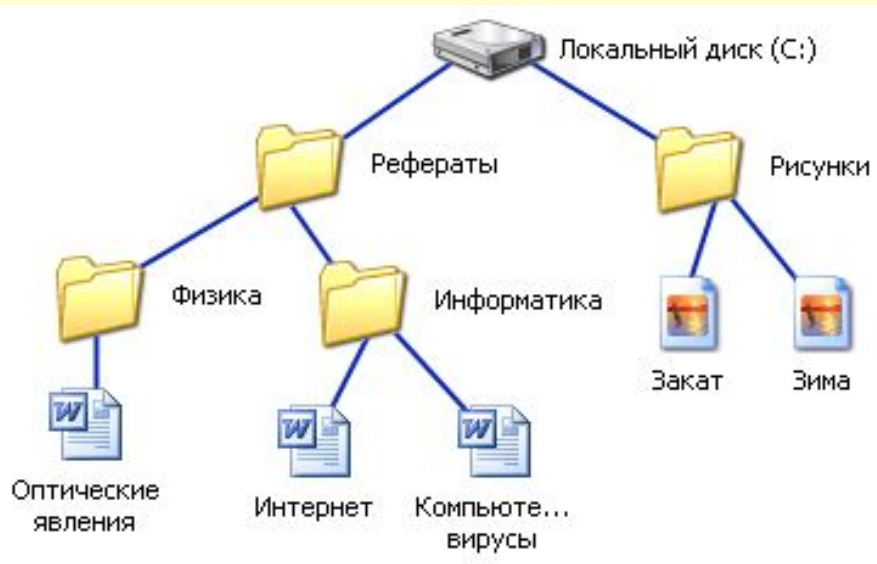 Локальный диск (C:)
Рефераты
Рисунки
Физика
Информатика
Закат
Зима
Оптические
явления
Интернет
Компьюте...
вирусы